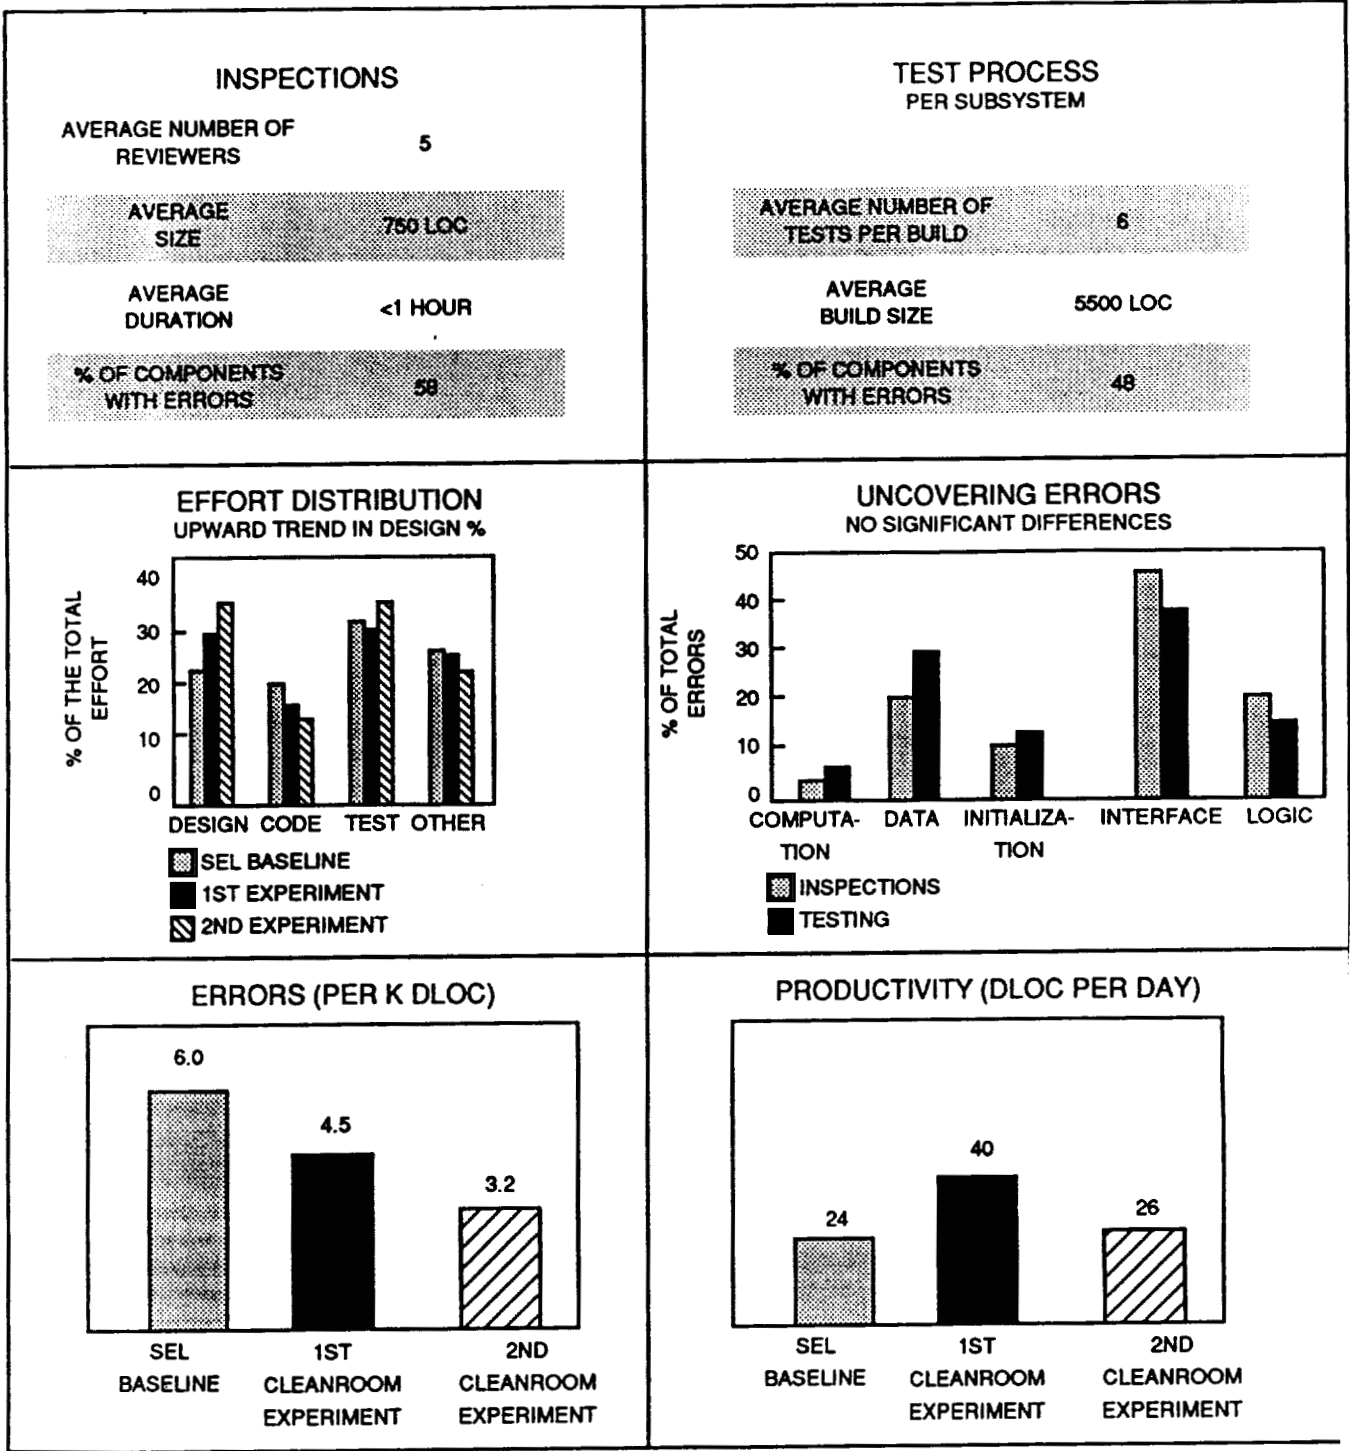 INSPECTIONS
AVERAGE NUMBER OF
REVIEWERS
5
AVERAGE
SIZE
750 LOC
AVERAGE
DURATION
<1 HOUR
% OF COMPONENTS
WITH ERRORS
58
TEST PROCESS
PER SUBSYSTEM
AVERAGE NUMBER OF
TESTS PER BUILD
6
AVERAGE
BUILD SIZE
5500 LOC
% OF COMPONENTS
WITH ERRORS
48
EFFORT DISTRIBUTION
UPWARD TREND IN DESIGN %
% OF THE TOTAL
EFFORT
40
30
20
10
0
DESIGN CODE TEST OTHER
SEL BASELINE
1ST EXPERIMENT
2ND EXPERIMENT
UNCOVERING ERRORS
NO SIGNIFICANT DIFFERENCES
% OF TOTAL
ERRORS
50
40
30
20
10
0
COMPUTA- DATA INITIALIZA- INTERFACE LOGIC
TION TION
INSPECTIONS
TESTING
ERRORS (PER K DLOC)
6.0
4.5
3.2
SEL 1ST 2ND
BASELINE CLEANROOM CLEANROOM
EXPERIMENT EXPERIMENT
PRODUCTIVITY (DLOC PER DAY)
24
40
26
SEL 1ST 2ND
BASELINE CLEANROOM CLEANROOM
EXPERIMENT EXPERIMENT